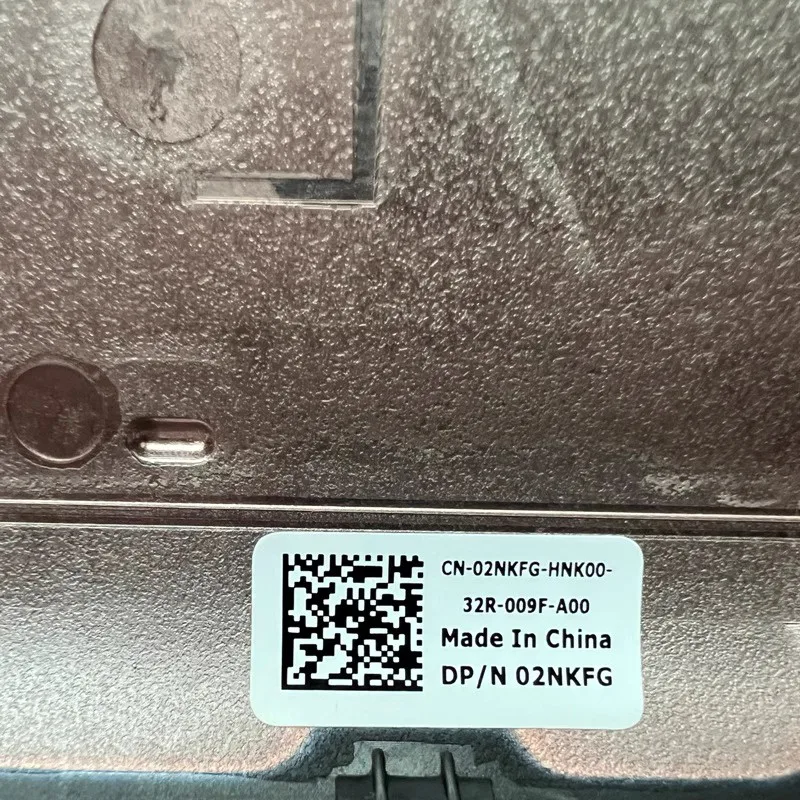 CN-02NKFG-HNK00-
32R-009F-A00
Made In China
DP/N 02NKFG